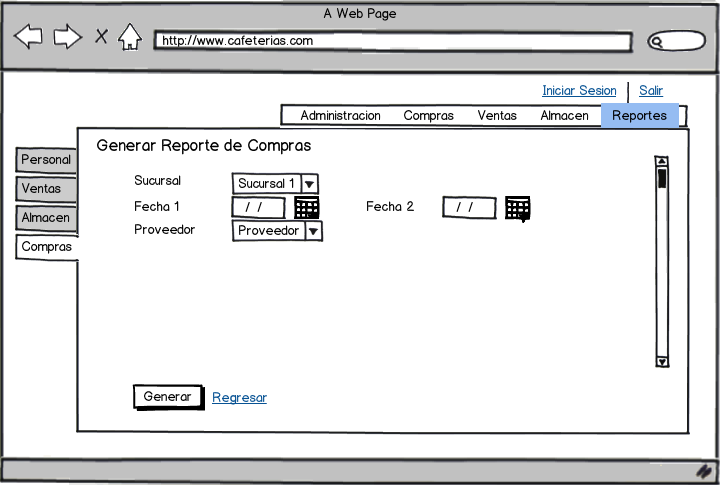 A Web Page
http://www.cafeterias.com
Iniciar Sesion Salir
Administracion Compras Ventas Almacen Reportes
Generar Reporte de Compras
Personal
Ventas
Almacen
Compras
Sucursal Sucursal 1
Fecha 1 / / Fecha 2 / /
Proveedor Proveedor
Generar Regresar